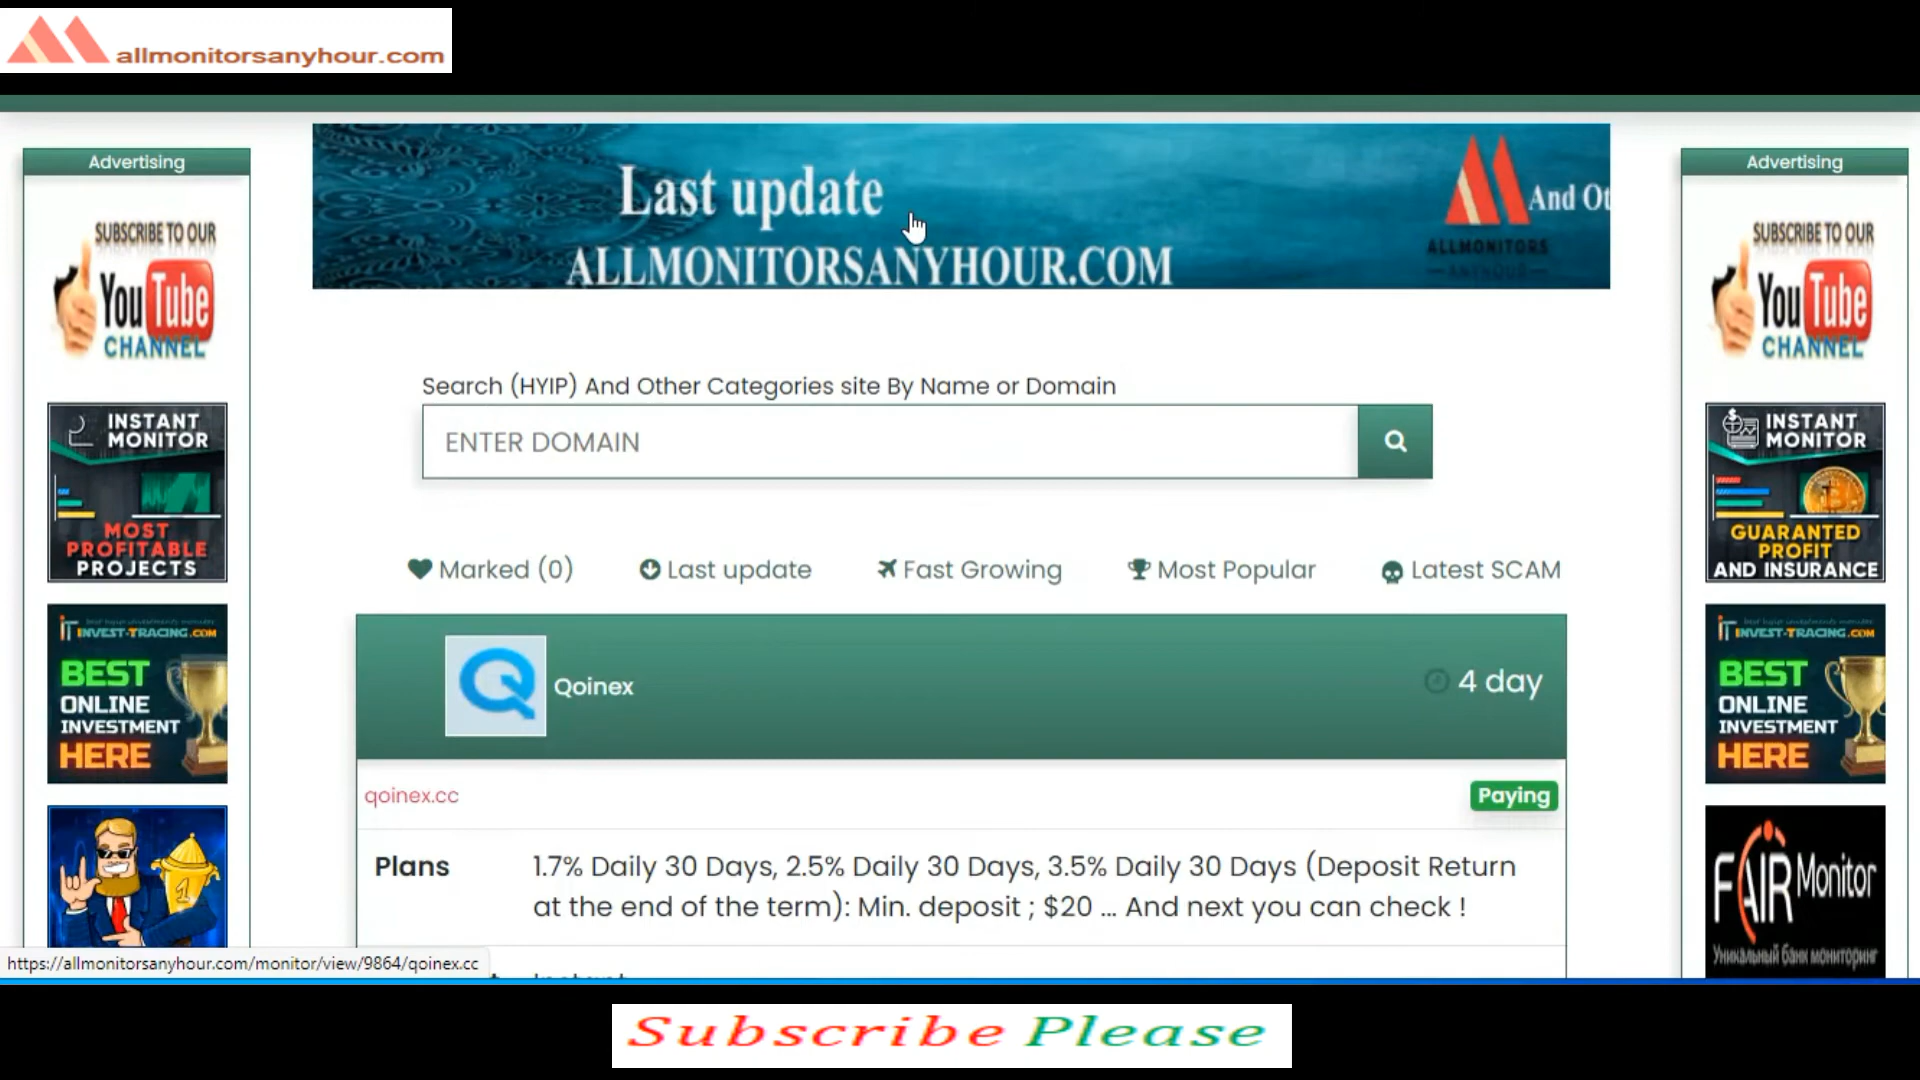 allmonitorsanyhour.com
Advertising
SUBSCRIBE TO OUR
YouTube
CHANNEL
INSTANT
MONITOR
MOST
PROFITABLE
PROJECTS
INVEST-TRACING.COM
BEST
ONLINE
INVESTMENT
HERE
1
Last update
ALLMONITORSANYHOUR.COM
ALLMONITORS
ANYHOUR
And Ot
Search (HYIP) And Other Categories site By Name or Domain
ENTER DOMAIN
Marked (0) Last update Fast Growing Most Popular Latest SCAM
Qoinex 4 day
qoinex.cc Paying
Plans 1.7% Daily 30 Days, 2.5% Daily 30 Days, 3.5% Daily 30 Days (Deposit Return
at the end of the term): Min. deposit ; $20 ... And next you can check !
https://allmonitorsanyhour.com/monitor/view/9864/qoinex.cc
Advertising
SUBSCRIBE TO OUR
YouTube
CHANNEL
INSTANT
MONITOR
GUARANTED
PROFIT
AND INSURANCE
INVEST-TRACING.COM
BEST
ONLINE
INVESTMENT
HERE
FAIR Monitor
Уникальный банк мониторинг
Subscribe Please